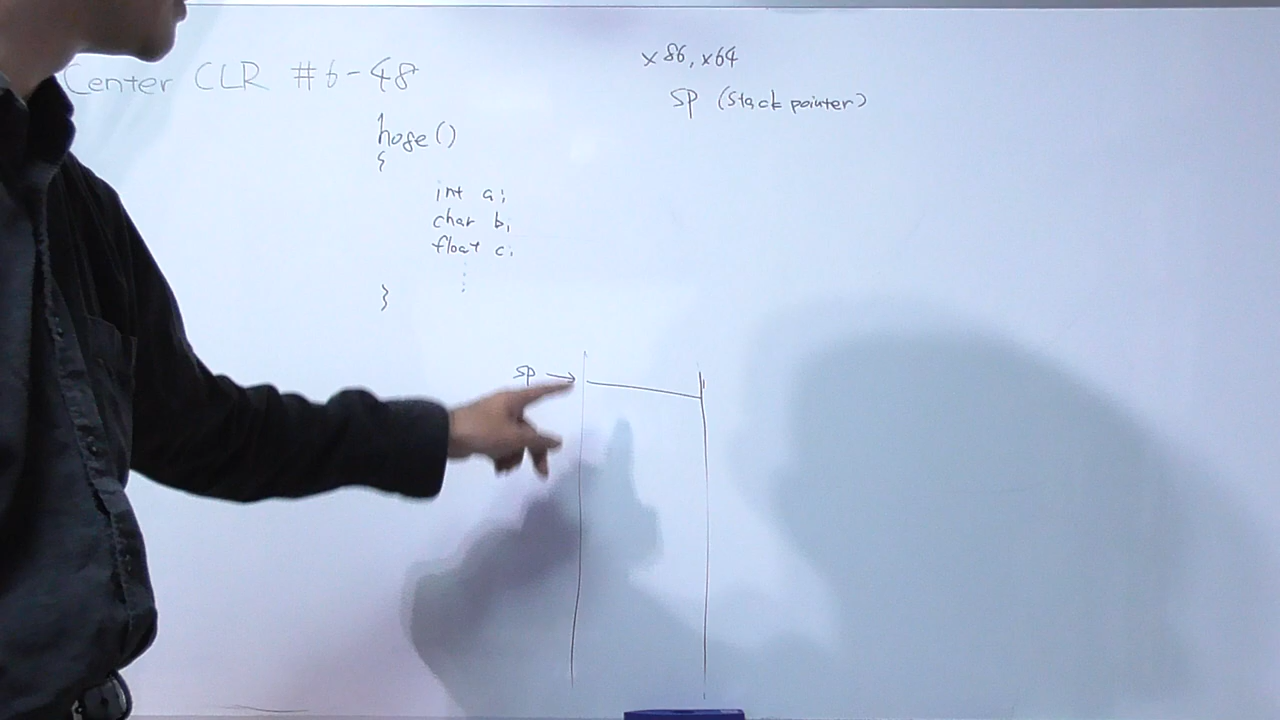 Center CLR #6-48
x86, x64
SP (Stack pointer)
hoge()
{
int a;
char b;
float c;
⋮
}
SP →